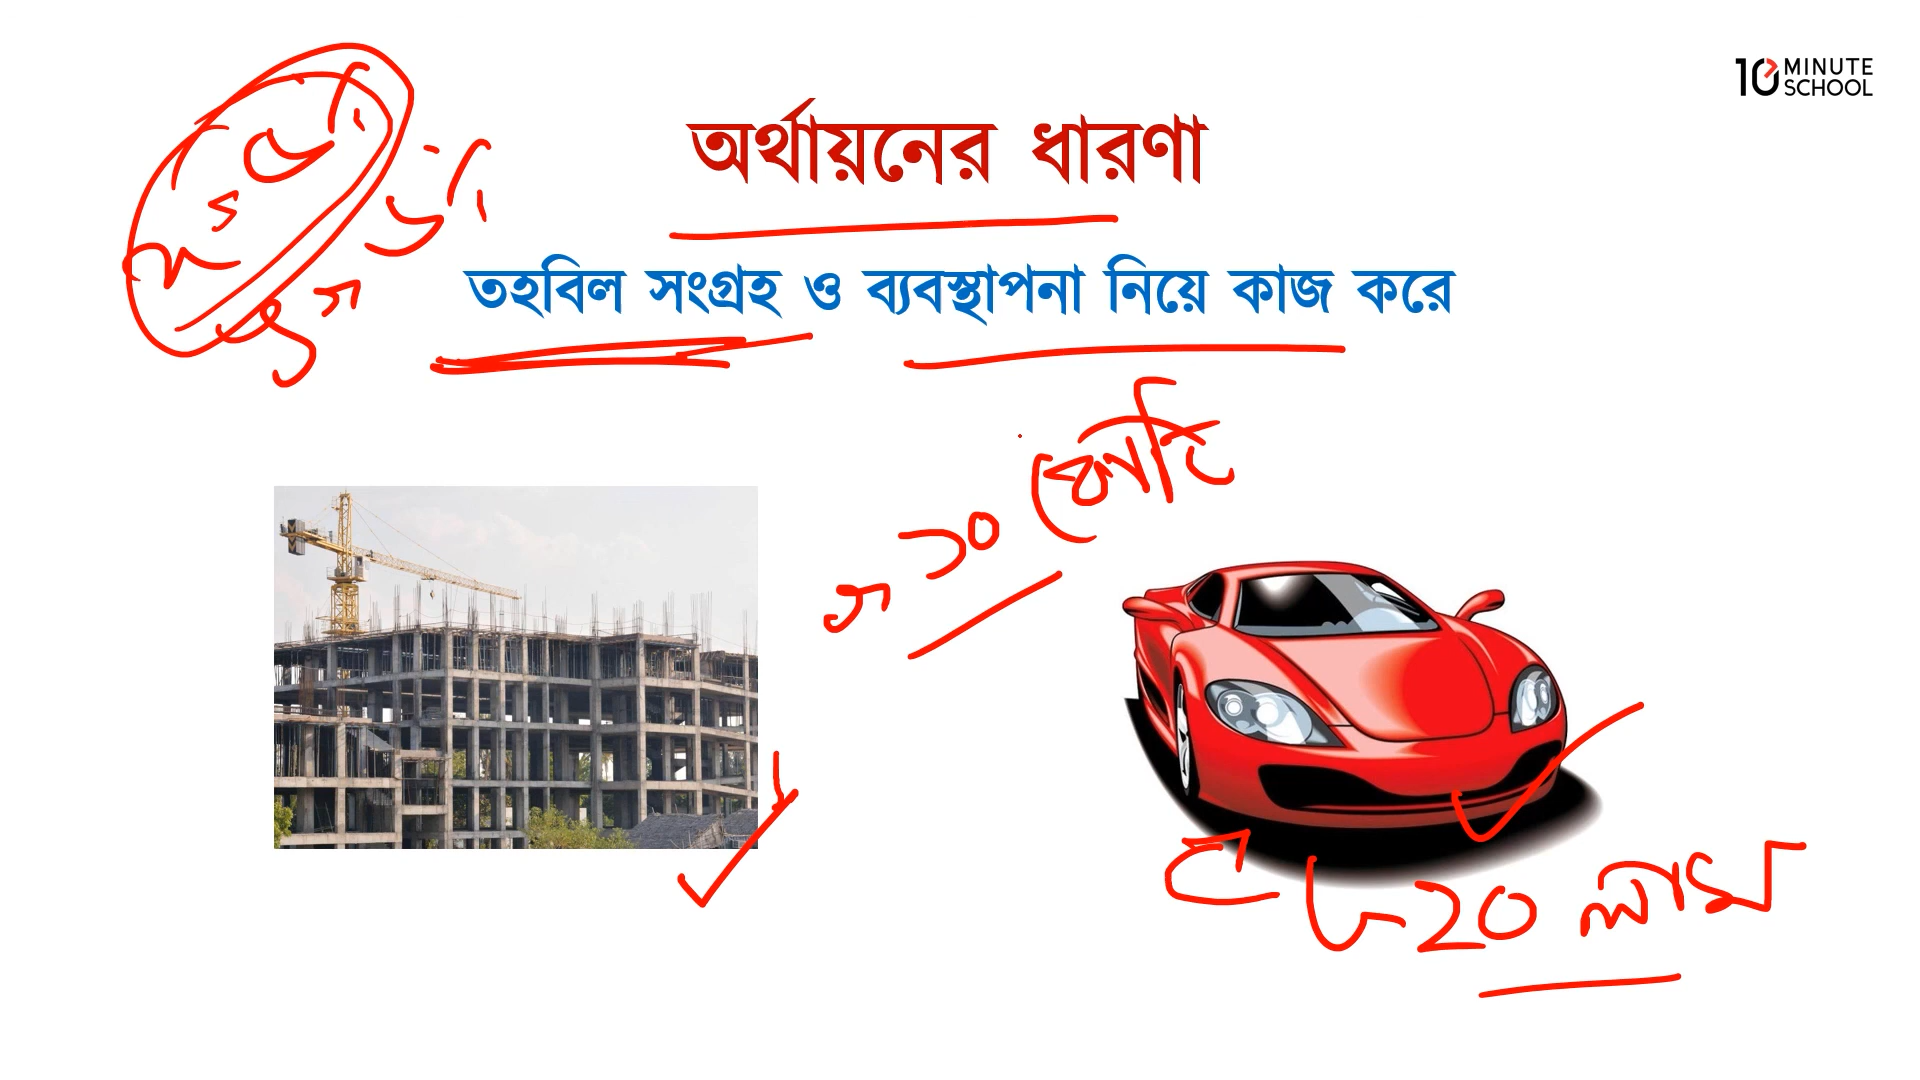 10 MINUTE
SCHOOL
অর্থায়নের ধারণা
তহবিল সংগ্রহ ও ব্যবস্থাপনা নিয়ে কাজ করে
১০ কোটি
২০ লাখ